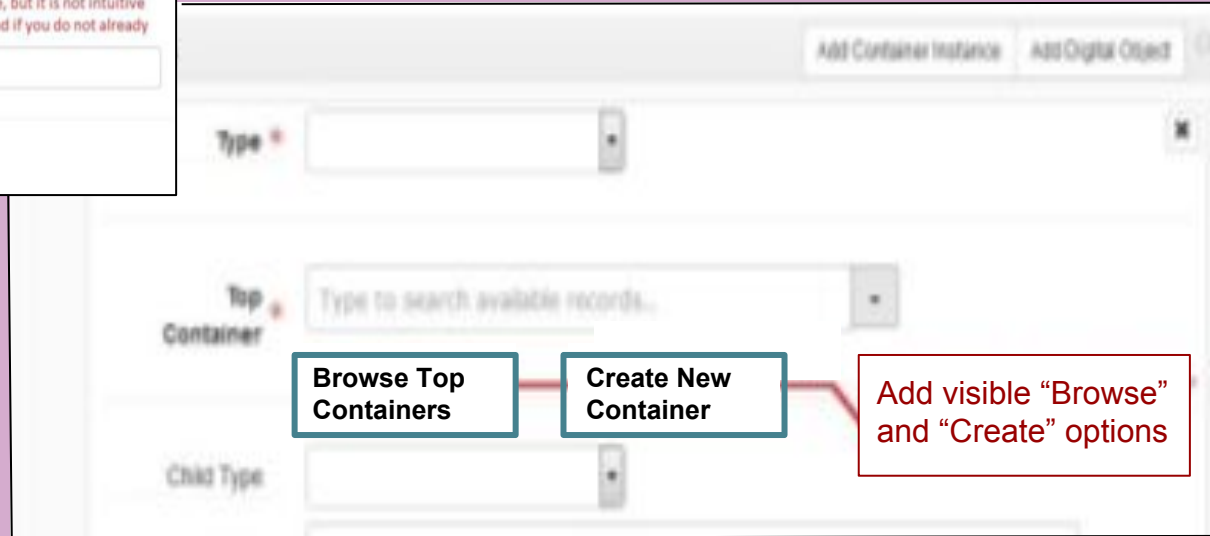 , but it is not intuitive
d if you do not already
Add Container Instance Add Digital Object
Type *
Top Container *
Type to search available records...
Browse Top
Containers
Create New
Container
Add visible “Browse”
and “Create” options
Child Type